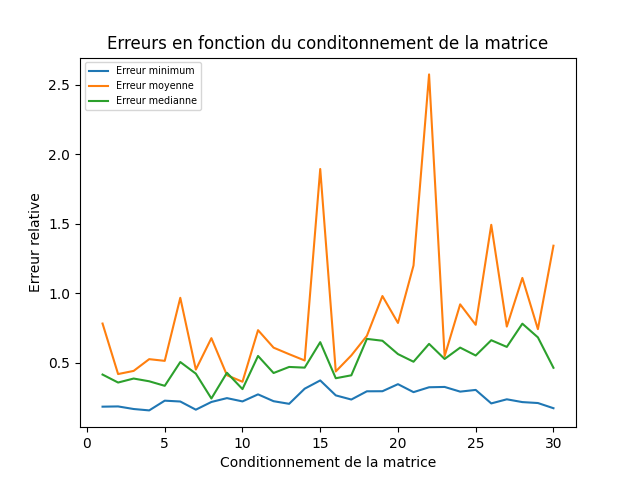 Erreurs en fonction du conditonnement de la matrice
Erreur minimum
Erreur moyenne
Erreur medianne
Erreur relative
2.5
2.0
1.5
1.0
0.5
0 5 10 15 20 25 30
Conditionnement de la matrice